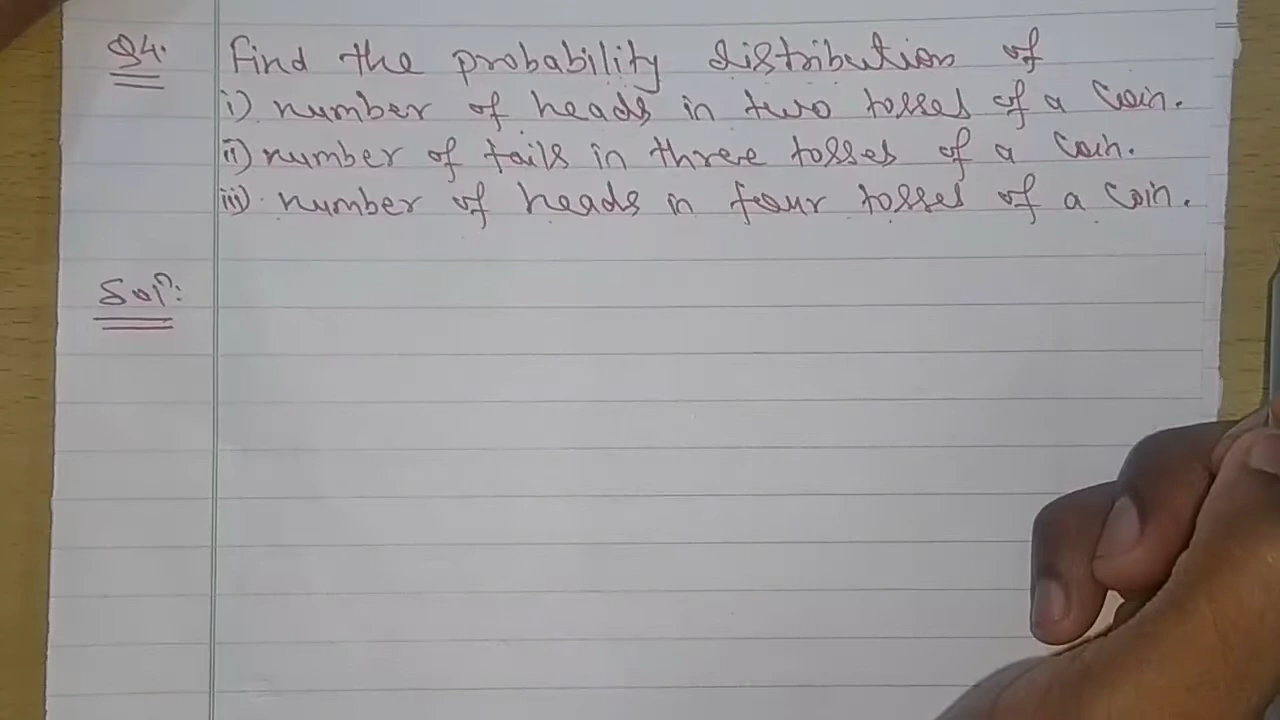 Q4. Find the probability distribution of
i) number of heads in two tosses of a coin.
ii) number of tails in three tosses of a coin.
iii) number of heads in four tosses of a coin.
Solⁿ: